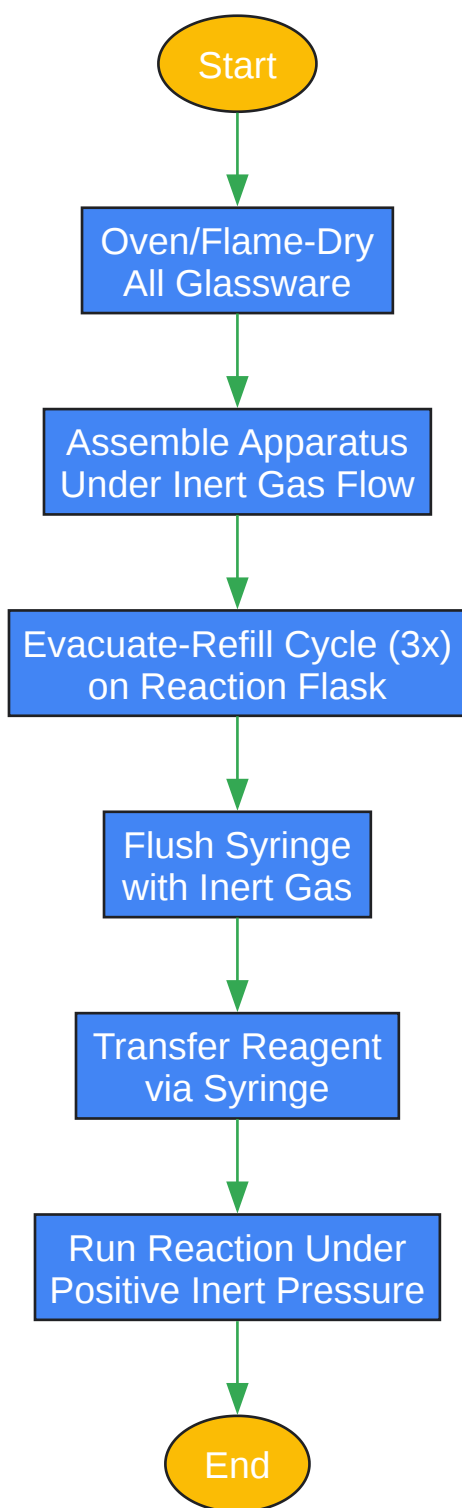 Start
Oven/Flame-Dry
All Glassware
Assemble Apparatus
Under Inert Gas Flow
Evacuate-Refill Cycle (3x)
on Reaction Flask
Flush Syringe
with Inert Gas
Transfer Reagent
via Syringe
Run Reaction Under
Positive Inert Pressure
End